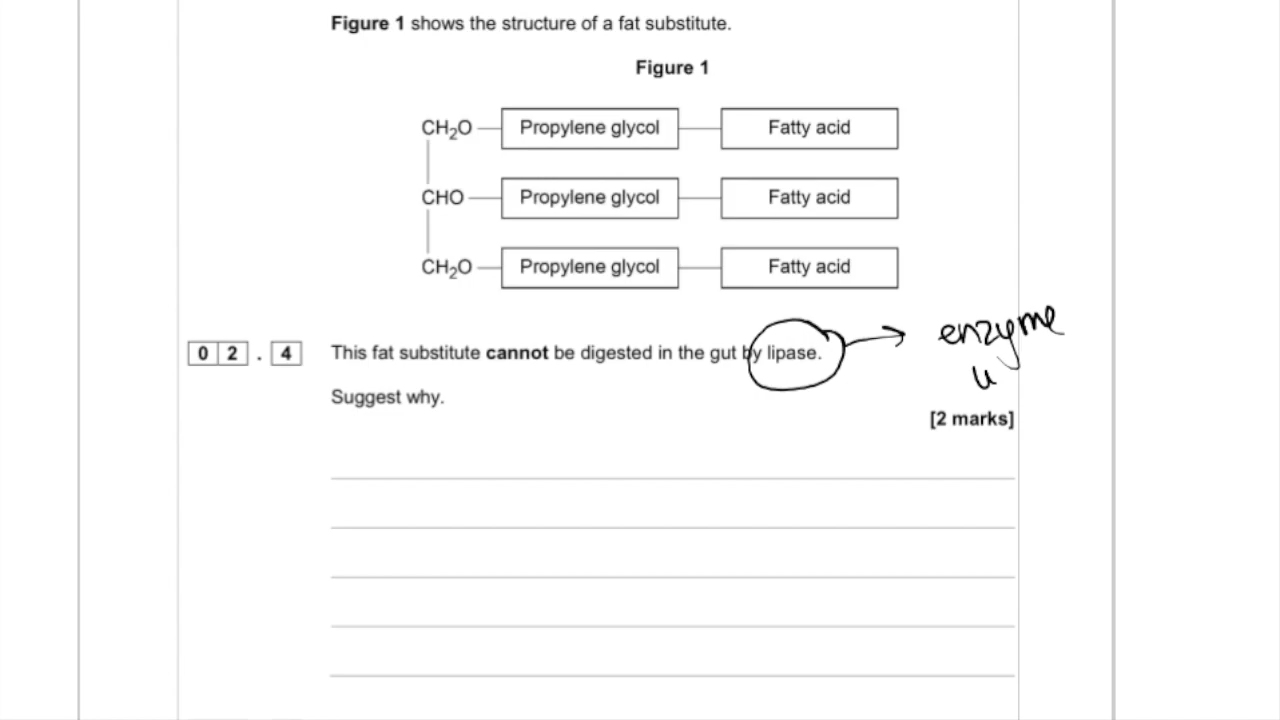 Figure 1 shows the structure of a fat substitute.
Figure 1
CH₂O Propylene glycol Fatty acid
CHO Propylene glycol Fatty acid
CH₂O Propylene glycol Fatty acid
enzyme
02.4 This fat substitute cannot be digested in the gut by lipase.
u
Suggest why.
[2 marks]